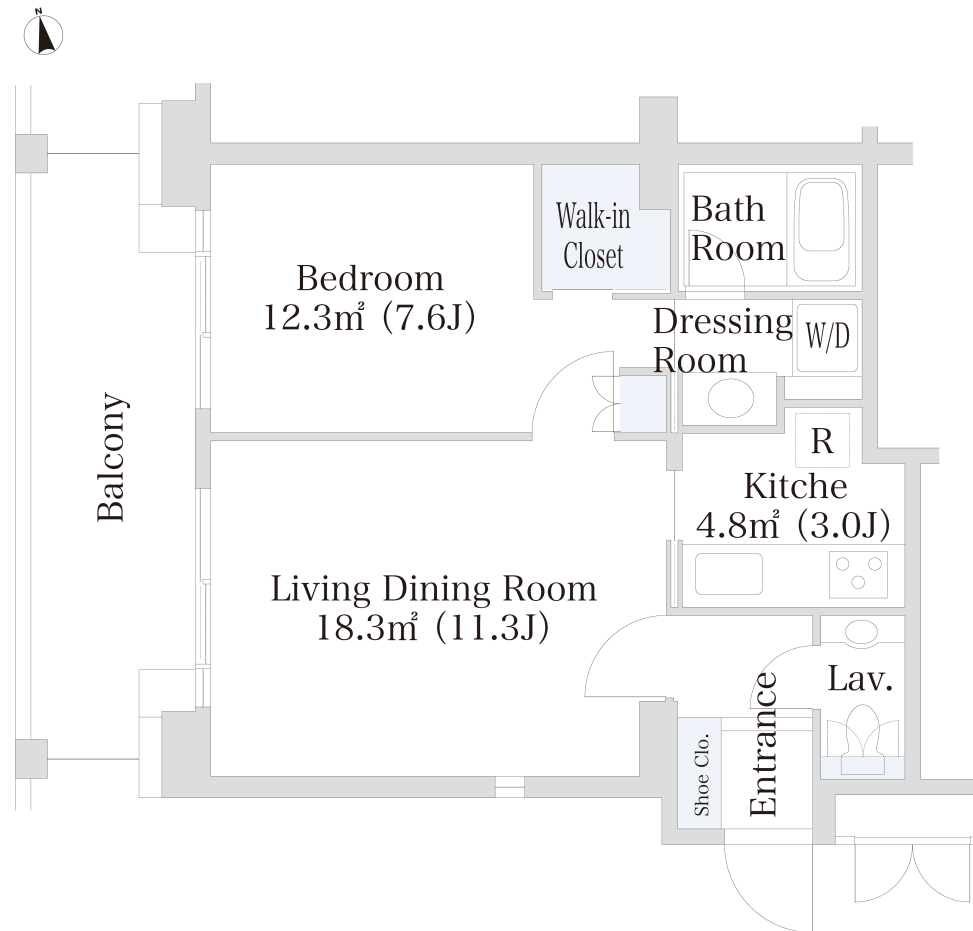 N
Walk-in
Closet
Bath
Room
Bedroom
12.3㎡ (7.6J)
Dressing
Room
W/D
Balcony
R
Kitche
4.8㎡ (3.0J)
Living Dining Room
18.3㎡ (11.3J)
Lav.
Entrance
Shoe Clo.